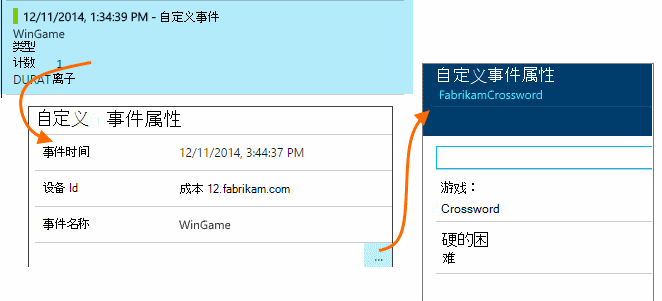 12/11/2014, 1:34:39 PM - 自定义事件
WinGame
类型
计数 1
DURAT离子
自定义 事件属性
事件时间 12/11/2014, 3:44:37 PM
设备 Id 成本 12.fabrikam.com
事件名称 WinGame
...
自定义事件属性
FabrikamCrossword
游戏：
Crossword
硬的困
难